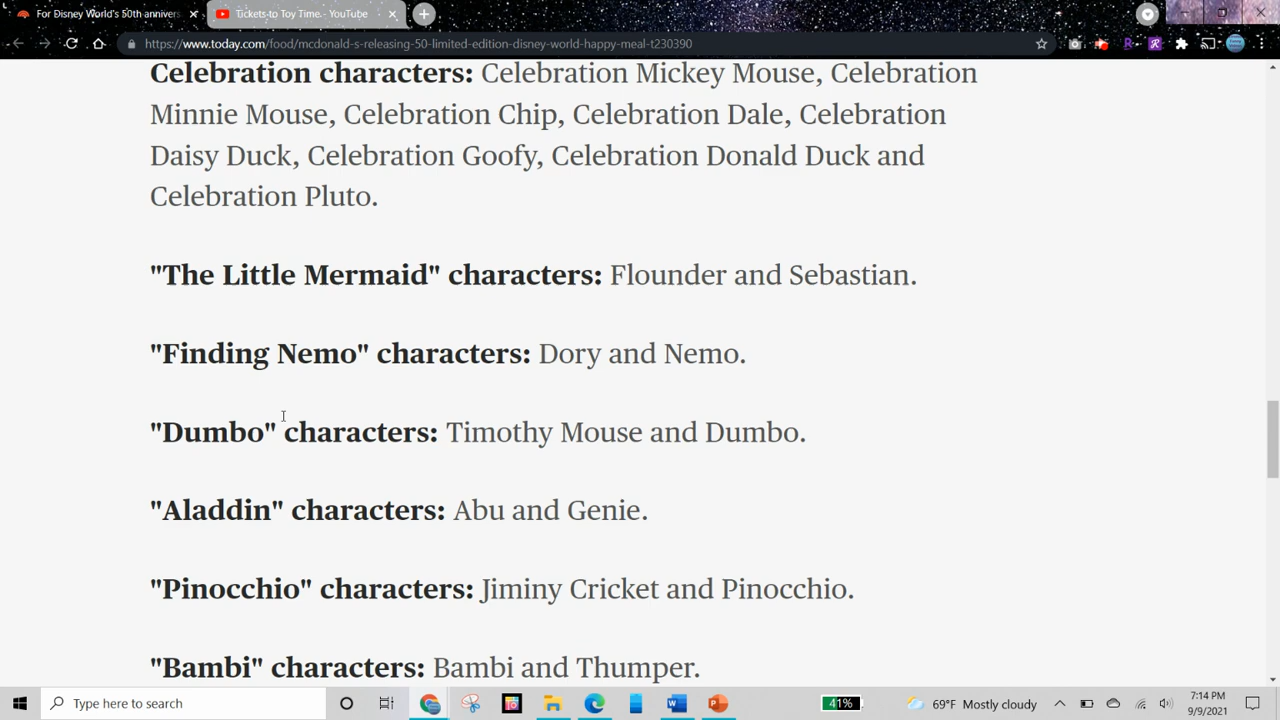 For Disney World's 50th annivers
Tickets to Toy Time. - YouTube
https://www.today.com/food/mcdonald-s-releasing-50-limited-edition-disney-world-happy-meal-t230390
Celebration characters: Celebration Mickey Mouse, Celebration
Minnie Mouse, Celebration Chip, Celebration Dale, Celebration
Daisy Duck, Celebration Goofy, Celebration Donald Duck and
Celebration Pluto.
"The Little Mermaid" characters: Flounder and Sebastian.
"Finding Nemo" characters: Dory and Nemo.
"Dumbo" characters: Timothy Mouse and Dumbo.
"Aladdin" characters: Abu and Genie.
"Pinocchio" characters: Jiminy Cricket and Pinocchio.
"Bambi" characters: Bambi and Thumper.
Type here to search
41%
69°F Mostly cloudy
7:14 PM
9/9/2021